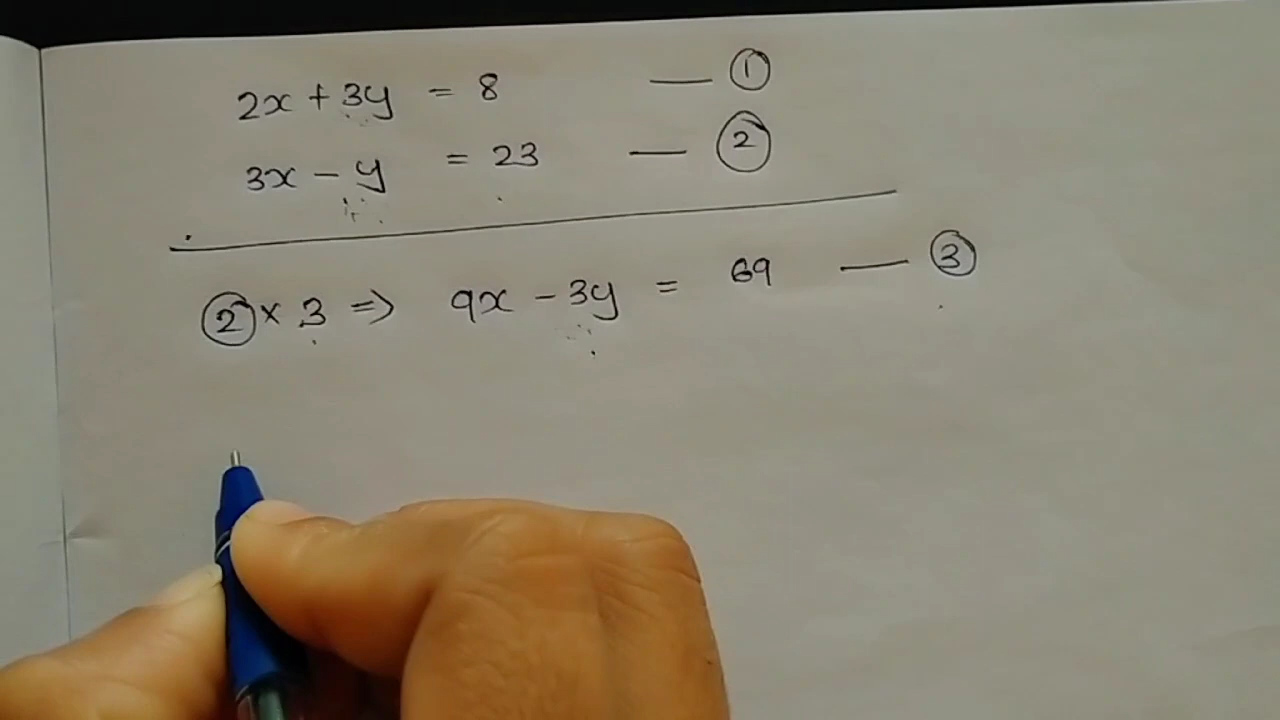 2x + 3y = 8 — ①
3x - y = 23 — ②
② × 3 ⇒ 9x - 3y = 69 — ③